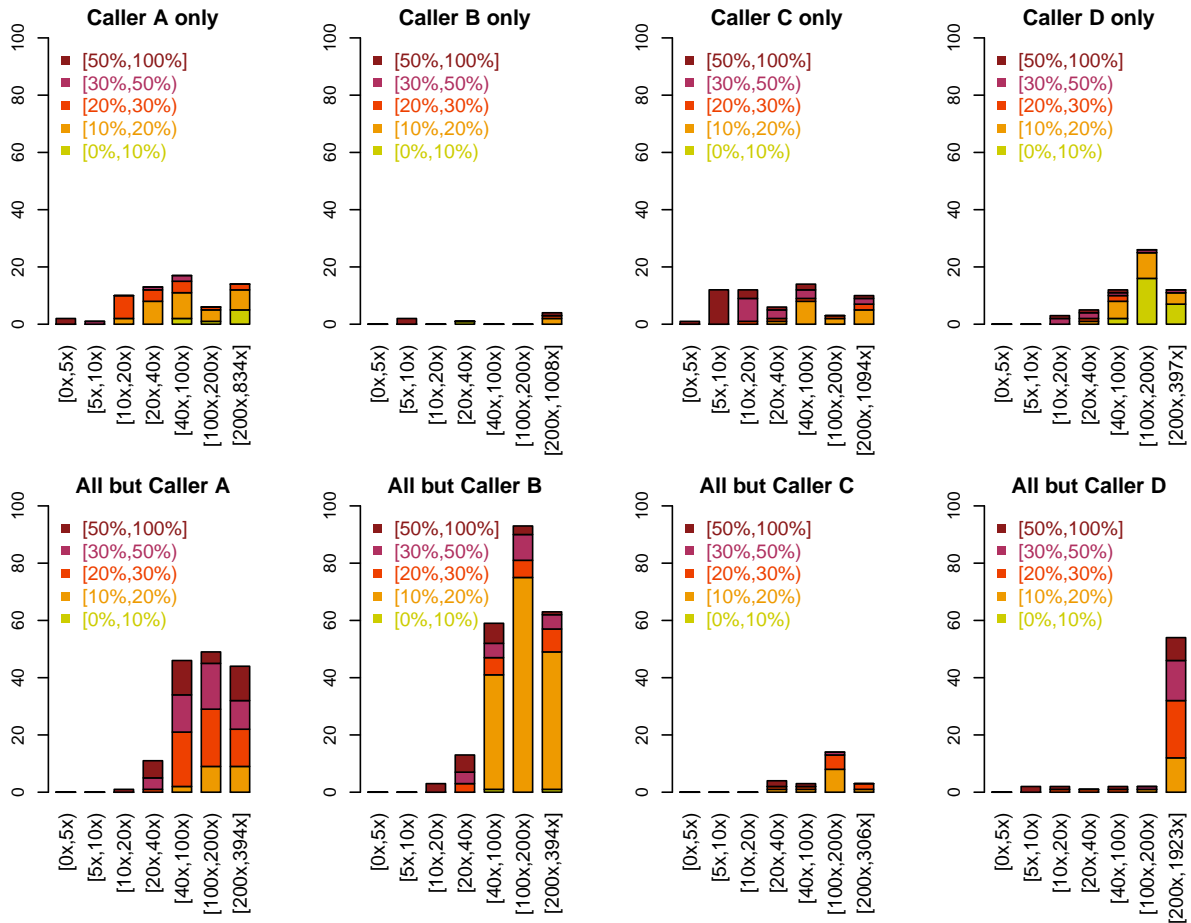 Caller A only
100
80
60
40
20
0
[50%,100%]
[30%,50%)
[20%,30%)
[10%,20%)
[0%,10%)
[0x,5x)
[5x,10x)
[10x,20x)
[20x,40x)
[40x,100x)
[100x,200x)
[200x,834x]
Caller B only
100
80
60
40
20
0
[50%,100%]
[30%,50%)
[20%,30%)
[10%,20%)
[0%,10%)
[0x,5x)
[5x,10x)
[10x,20x)
[20x,40x)
[40x,100x)
[100x,200x)
[200x,1008x]
Caller C only
100
80
60
40
20
0
[50%,100%]
[30%,50%)
[20%,30%)
[10%,20%)
[0%,10%)
[0x,5x)
[5x,10x)
[10x,20x)
[20x,40x)
[40x,100x)
[100x,200x)
[200x,1094x]
Caller D only
100
80
60
40
20
0
[50%,100%]
[30%,50%)
[20%,30%)
[10%,20%)
[0%,10%)
[0x,5x)
[5x,10x)
[10x,20x)
[20x,40x)
[40x,100x)
[100x,200x)
[200x,397x]
All but Caller A
100
80
60
40
20
0
[50%,100%]
[30%,50%)
[20%,30%)
[10%,20%)
[0%,10%)
[0x,5x)
[5x,10x)
[10x,20x)
[20x,40x)
[40x,100x)
[100x,200x)
[200x,394x]
All but Caller B
100
80
60
40
20
0
[50%,100%]
[30%,50%)
[20%,30%)
[10%,20%)
[0%,10%)
[0x,5x)
[5x,10x)
[10x,20x)
[20x,40x)
[40x,100x)
[100x,200x)
[200x,394x]
All but Caller C
100
80
60
40
20
0
[50%,100%]
[30%,50%)
[20%,30%)
[10%,20%)
[0%,10%)
[0x,5x)
[5x,10x)
[10x,20x)
[20x,40x)
[40x,100x)
[100x,200x)
[200x,306x]
All but Caller D
100
80
60
40
20
0
[50%,100%]
[30%,50%)
[20%,30%)
[10%,20%)
[0%,10%)
[0x,5x)
[5x,10x)
[10x,20x)
[20x,40x)
[40x,100x)
[100x,200x)
[200x,1923x]